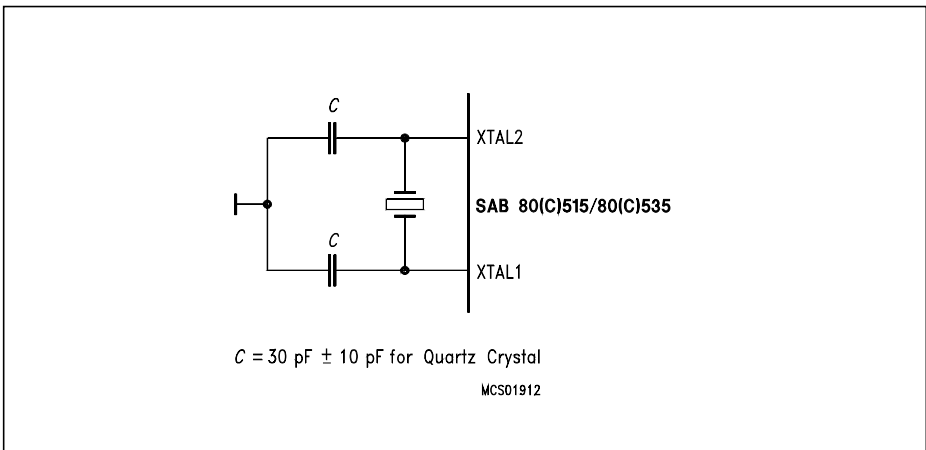 C
XTAL2
SAB 80(C)515/80(C)535
C
XTAL1
C = 30 pF ± 10 pF for Quartz Crystal
MCS01912